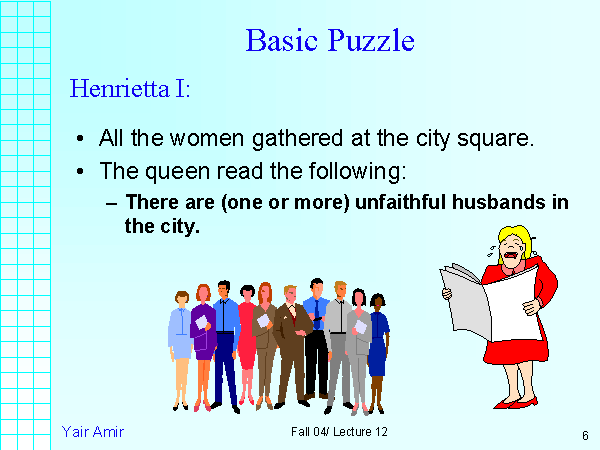 Basic Puzzle
Henrietta I:
• All the women gathered at the city square.
• The queen read the following:
– There are (one or more) unfaithful husbands in
the city.
Yair Amir
Fall 04/ Lecture 12
6